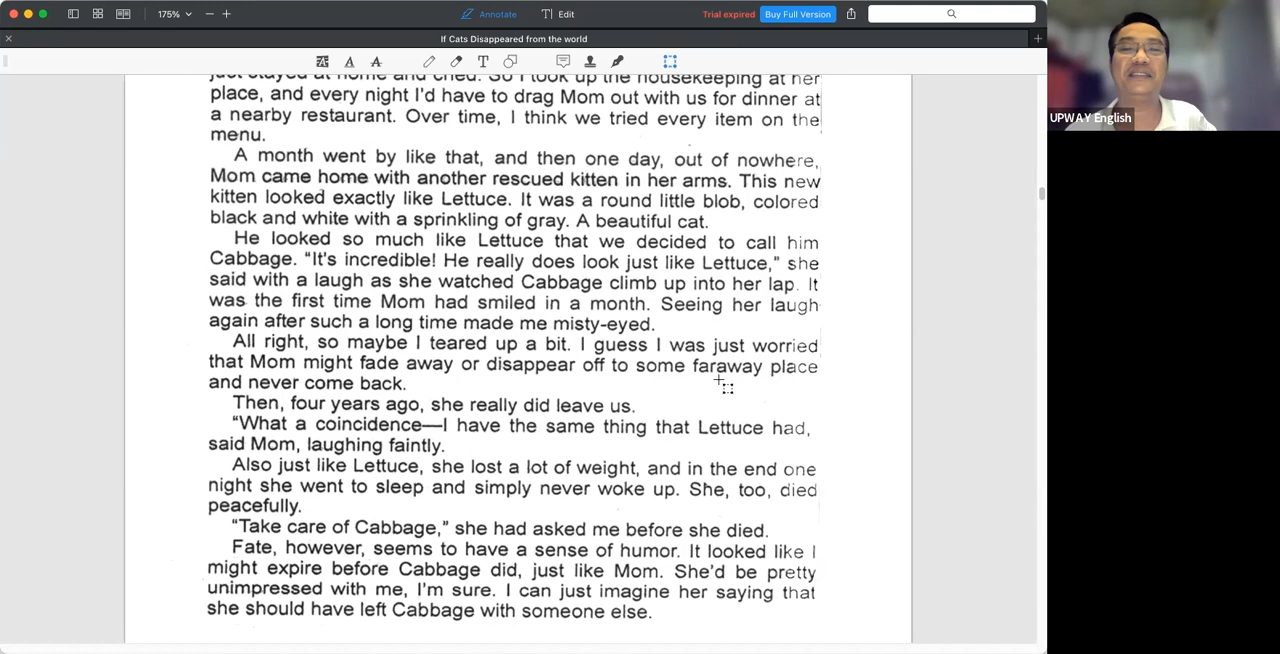 175%
Annotate
Edit
Trial expired
Buy Full Version
If Cats Disappeared from the world
just stayed at home and cried. So I took up the housekeeping at her
place, and every night I'd have to drag Mom out with us for dinner at
a nearby restaurant. Over time, I think we tried every item on the
menu.
A month went by like that, and then one day, out of nowhere,
Mom came home with another rescued kitten in her arms. This new
kitten looked exactly like Lettuce. It was a round little blob, colored
black and white with a sprinkling of gray. A beautiful cat.
He looked so much like Lettuce that we decided to call him
Cabbage. “It's incredible! He really does look just like Lettuce,” she
said with a laugh as she watched Cabbage climb up into her lap. It
was the first time Mom had smiled in a month. Seeing her laugh
again after such a long time made me misty-eyed.
All right, so maybe I teared up a bit. I guess I was just worried
that Mom might fade away or disappear off to some faraway place
and never come back.
Then, four years ago, she really did leave us.
“What a coincidence—I have the same thing that Lettuce had,
said Mom, laughing faintly.
Also just like Lettuce, she lost a lot of weight, and in the end one
night she went to sleep and simply never woke up. She, too, died
peacefully.
“Take care of Cabbage,” she had asked me before she died.
Fate, however, seems to have a sense of humor. It looked like I
might expire before Cabbage did, just like Mom. She'd be pretty
unimpressed with me, I'm sure. I can just imagine her saying that
she should have left Cabbage with someone else.
UPWAY English